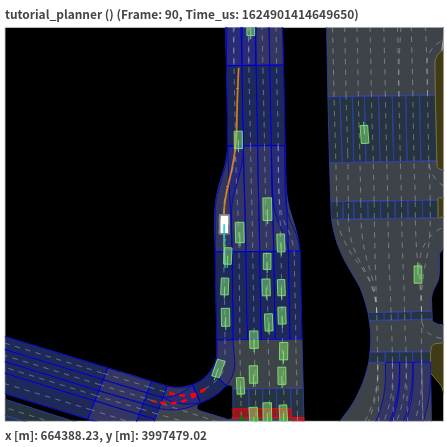 tutorial_planner () (Frame: 90, Time_us: 1624901414649650)
x [m]: 664388.23, y [m]: 3997479.02